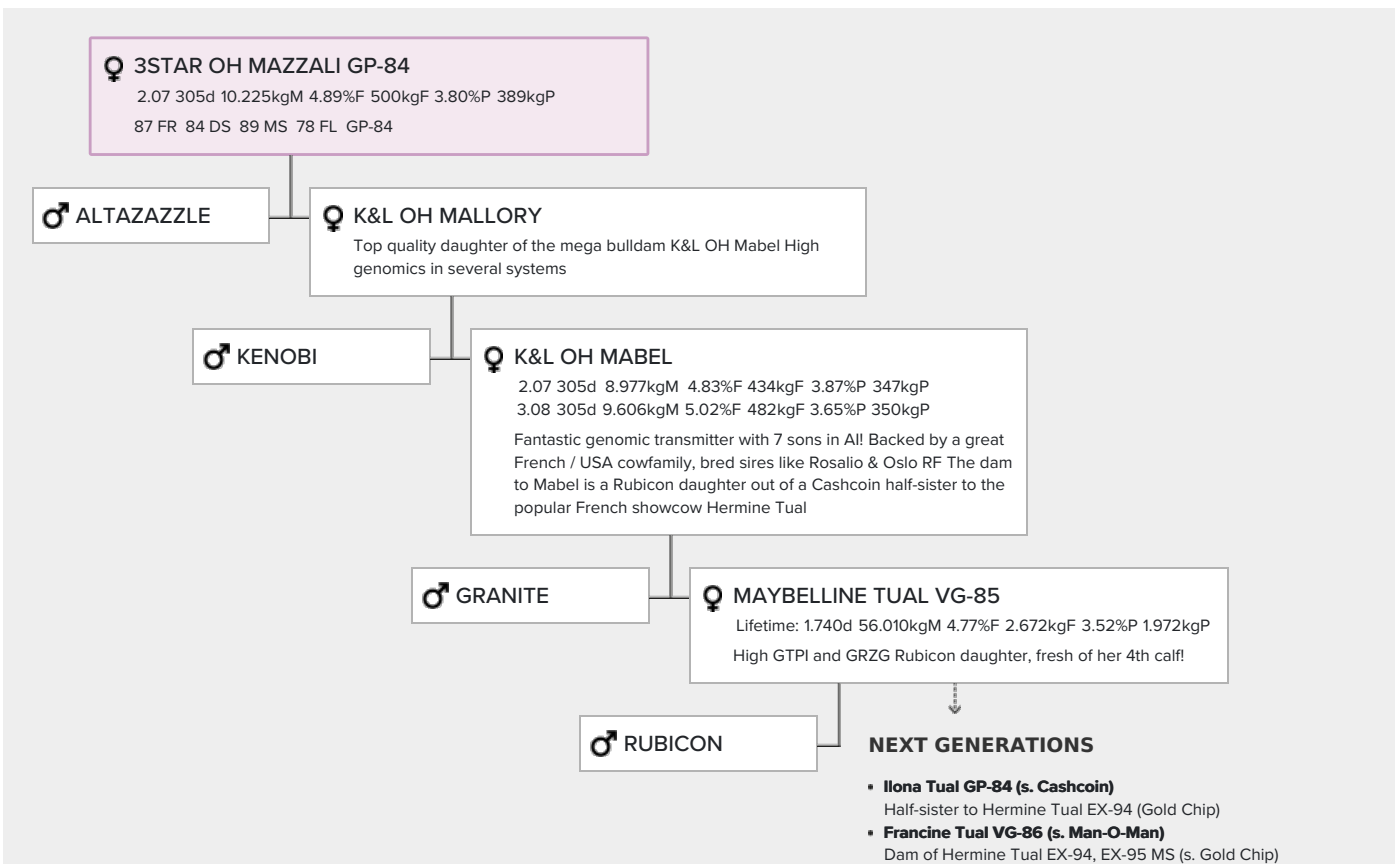 3STAR OH MAZZALI GP-84
2.07 305d 10.225kgM 4.89%F 500kgF 3.80%P 389kgP
87 FR 84 DS 89 MS 78 FL GP-84
ALTAZAZZLE
K&L OH MALLORY
Top quality daughter of the mega bulldam K&L OH Mabel High
genomics in several systems
KENOBI
K&L OH MABEL
2.07 305d 8.977kgM 4.83%F 434kgF 3.87%P 347kgP
3.08 305d 9.606kgM 5.02%F 482kgF 3.65%P 350kgP
Fantastic genomic transmitter with 7 sons in AI! Backed by a great
French / USA cowfamily, bred sires like Rosalio & Oslo RF The dam
to Mabel is a Rubicon daughter out of a Cashcoin half-sister to the
popular French showcow Hermine Tual
GRANITE
MAYBELLINE TUAL VG-85
Lifetime: 1.740d 56.010kgM 4.77%F 2.672kgF 3.52%P 1.972kgP
High GTPI and GRZG Rubicon daughter, fresh of her 4th calf!
RUBICON
NEXT GENERATIONS
• Ilona Tual GP-84 (s. Cashcoin)
Half-sister to Hermine Tual EX-94 (Gold Chip)
• Francine Tual VG-86 (s. Man-O-Man)
Dam of Hermine Tual EX-94, EX-95 MS (s. Gold Chip)